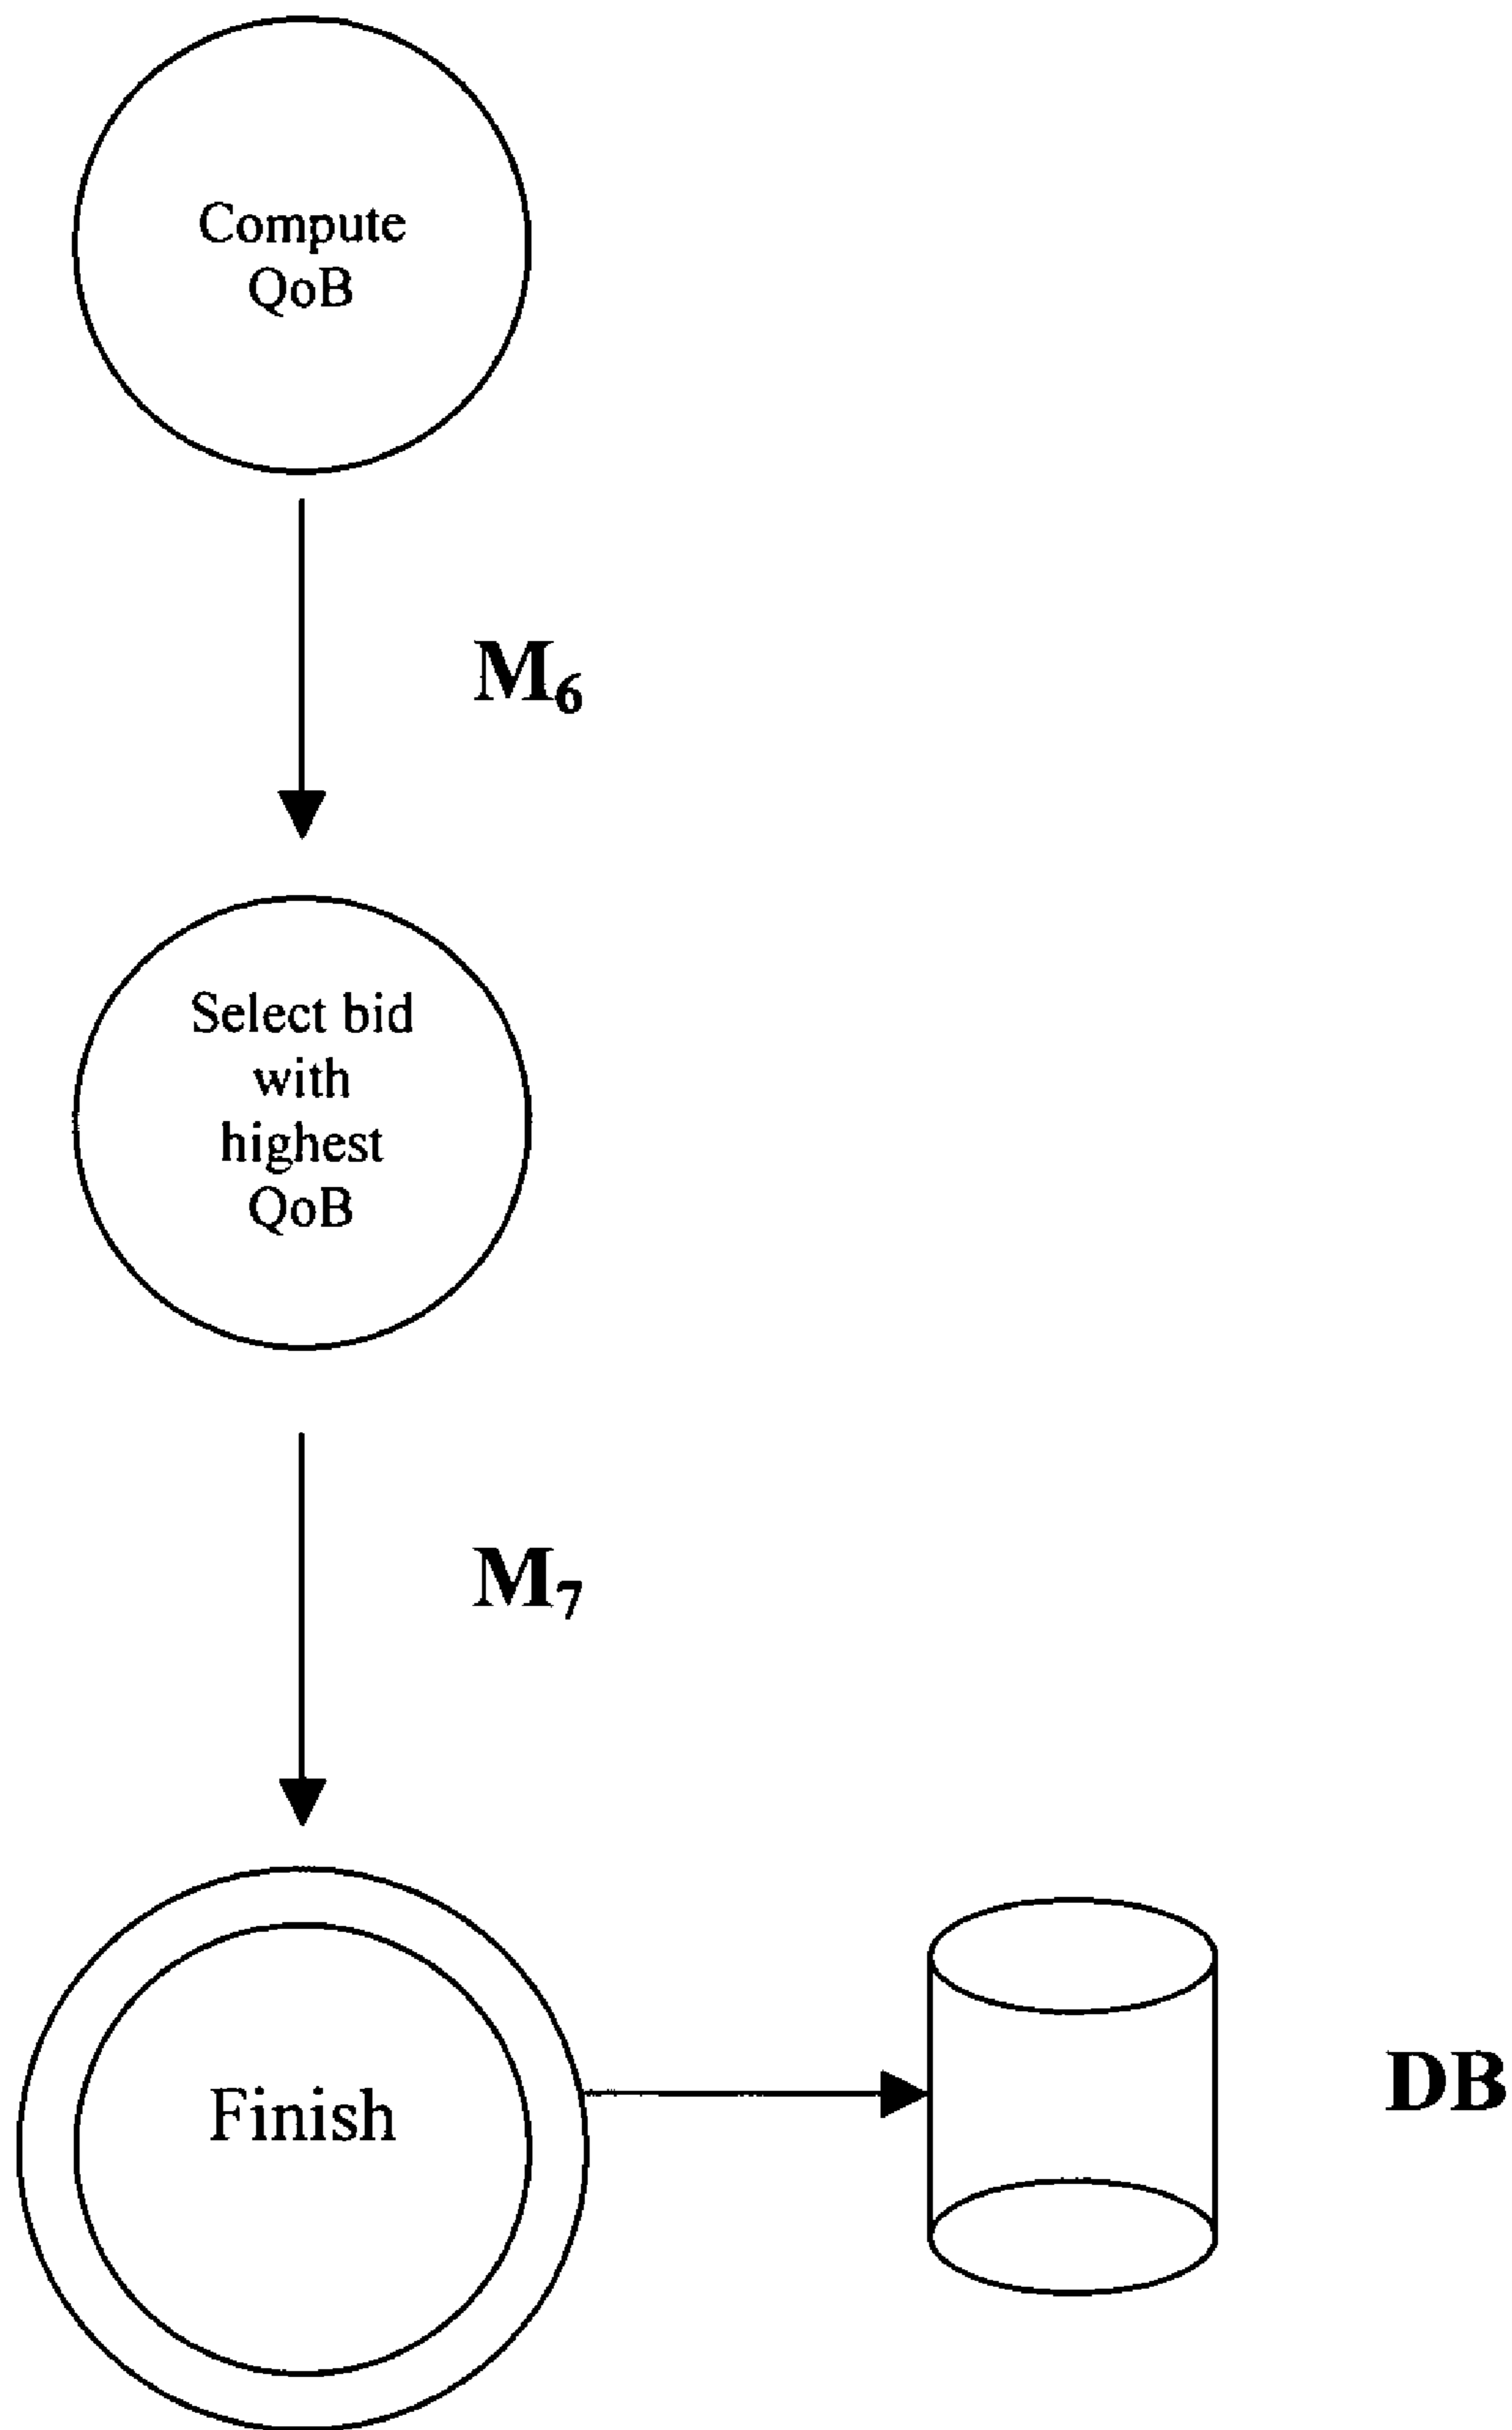 Compute
QoB
M₆
Select bid
with
highest
QoB
M₇
Finish
DB